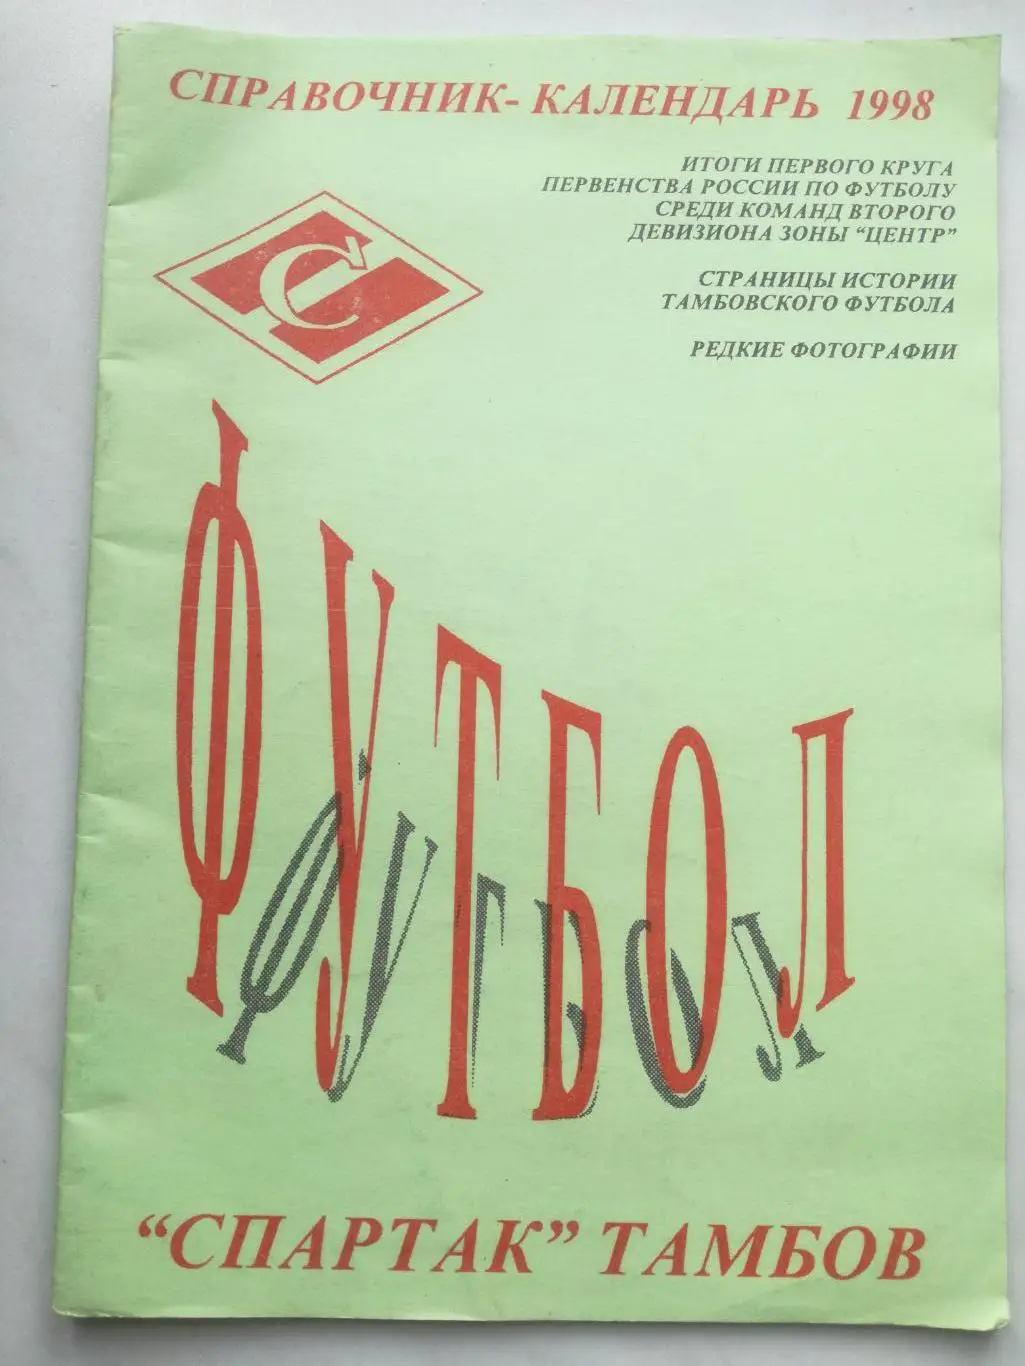 СПРАВОЧНИК- КАЛЕНДАРЬ 1998
ИТОГИ ПЕРВОГО КРУГА
ПЕРВЕНСТВА РОССИИ ПО ФУТБОЛУ
СРЕДИ КОМАНД ВТОРОГО
ДЕВИЗИОНА ЗОНЫ “ЦЕНТР”
СТРАНИЦЫ ИСТОРИИ
ТАМБОВСКОГО ФУТБОЛА
РЕДКИЕ ФОТОГРАФИИ
С
ФУТБОЛ
ФУТБОЛ
“СПАРТАК” ТАМБОВ